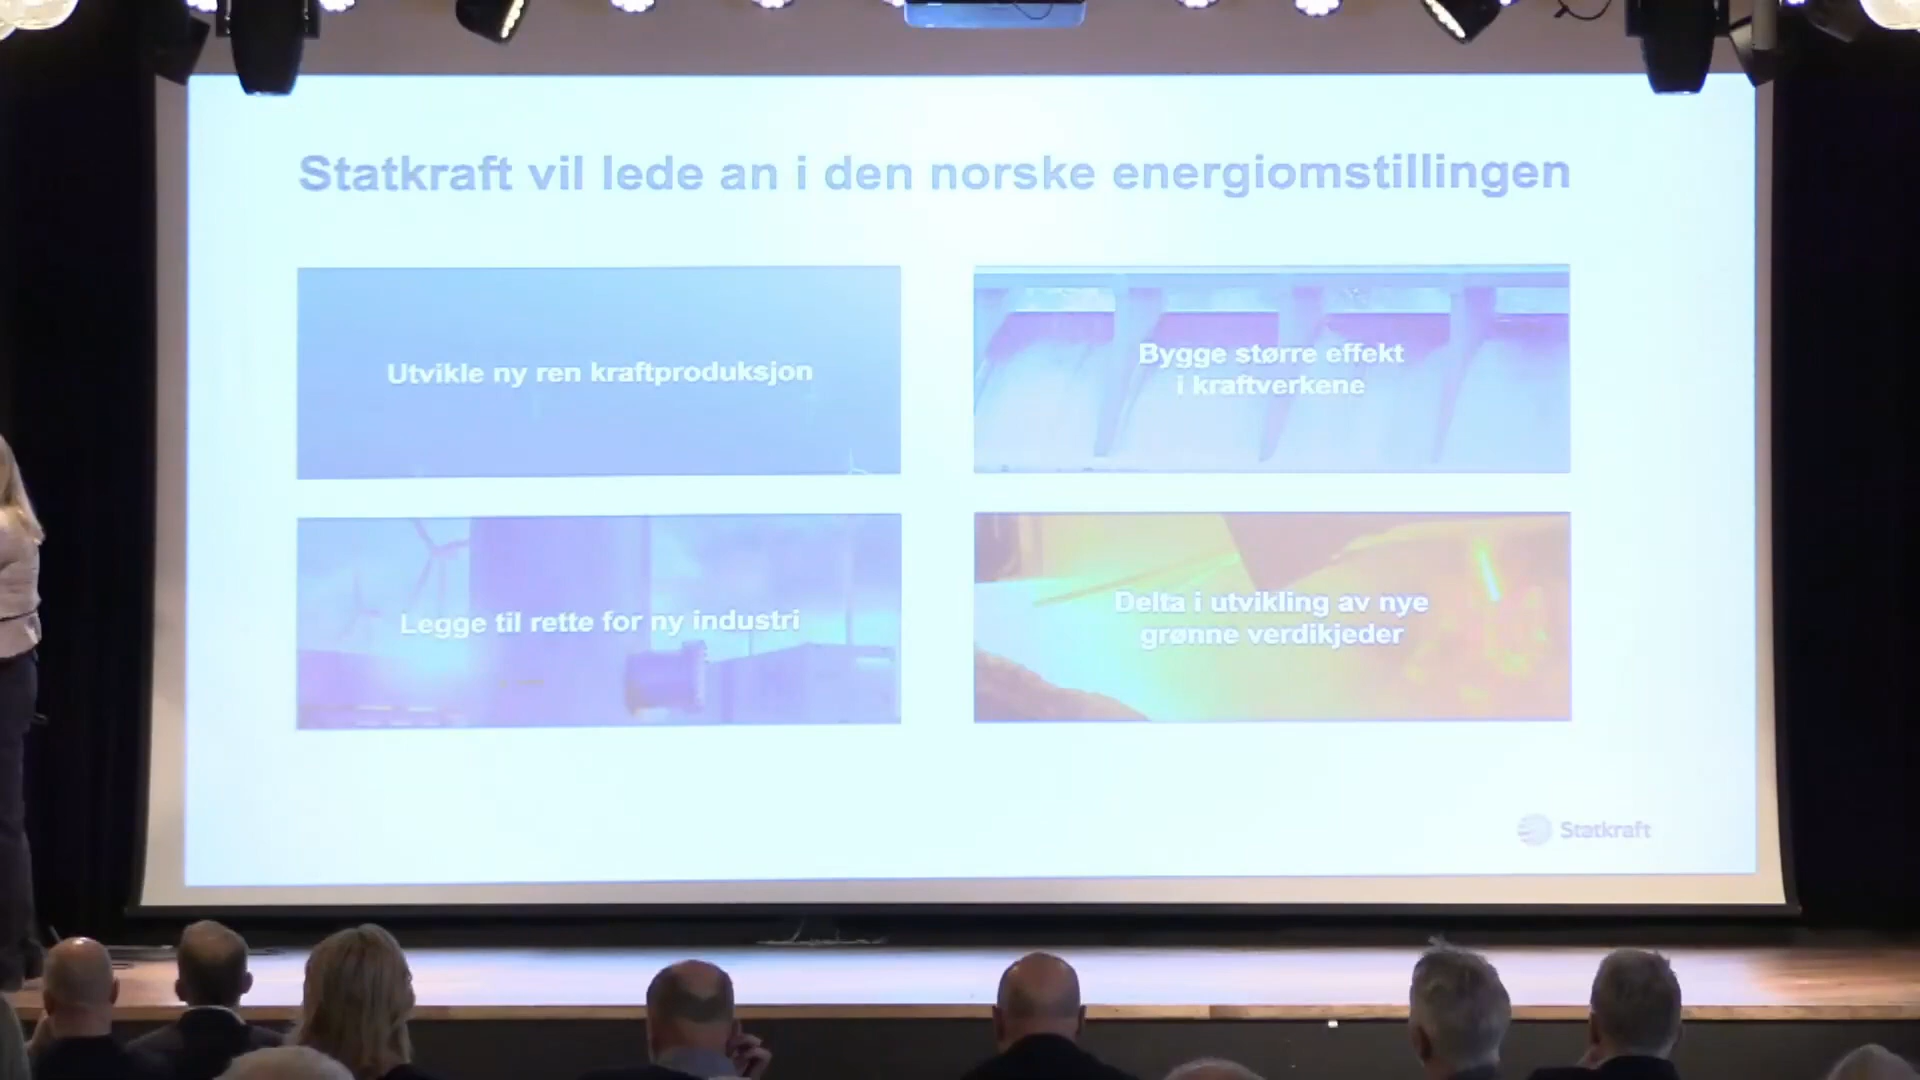 Statkraft vil lede an i den norske energiomstillingen
Utvikle ny ren kraftproduksjon
Bygge større effekt
i kraftverkene
Legge til rette for ny industri
Delta i utvikling av nye
grønne verdikjeder
Statkraft